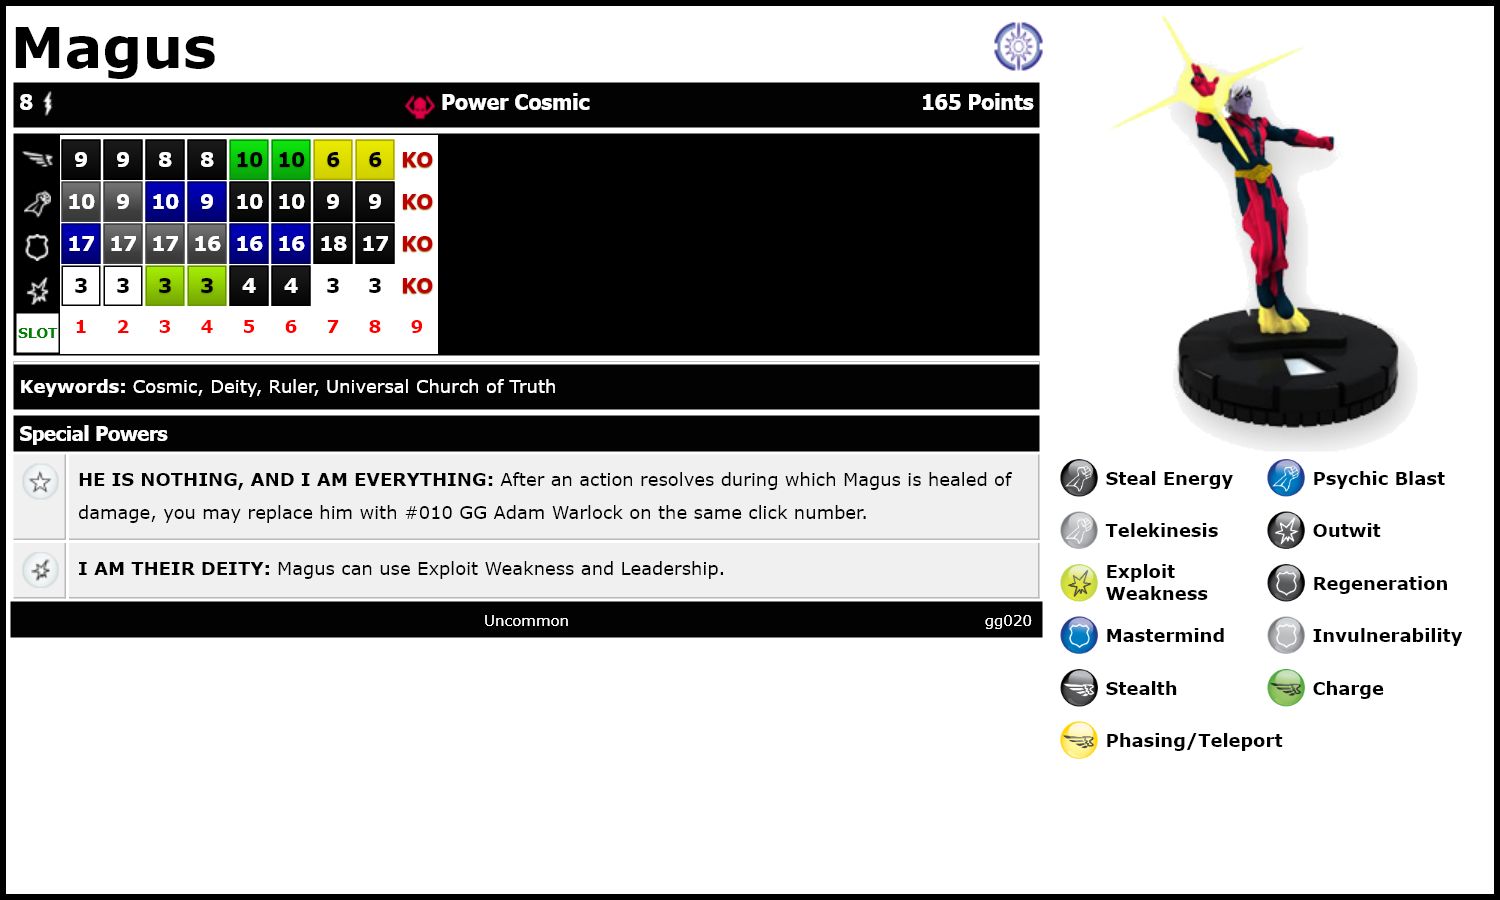 Magus
8 Power Cosmic 165 Points
9 9 8 8 10 10 6 6 KO
10 9 10 9 10 10 9 9 KO
17 17 17 16 16 16 18 17 KO
3 3 3 3 4 4 3 3 KO
SLOT 1 2 3 4 5 6 7 8 9
Keywords: Cosmic, Deity, Ruler, Universal Church of Truth
Special Powers
HE IS NOTHING, AND I AM EVERYTHING: After an action resolves during which Magus is healed of
damage, you may replace him with #010 GG Adam Warlock on the same click number.
I AM THEIR DEITY: Magus can use Exploit Weakness and Leadership.
Uncommon gg020
Steal Energy Psychic Blast
Telekinesis Outwit
Exploit
Weakness Regeneration
Mastermind Invulnerability
Stealth Charge
Phasing/Teleport